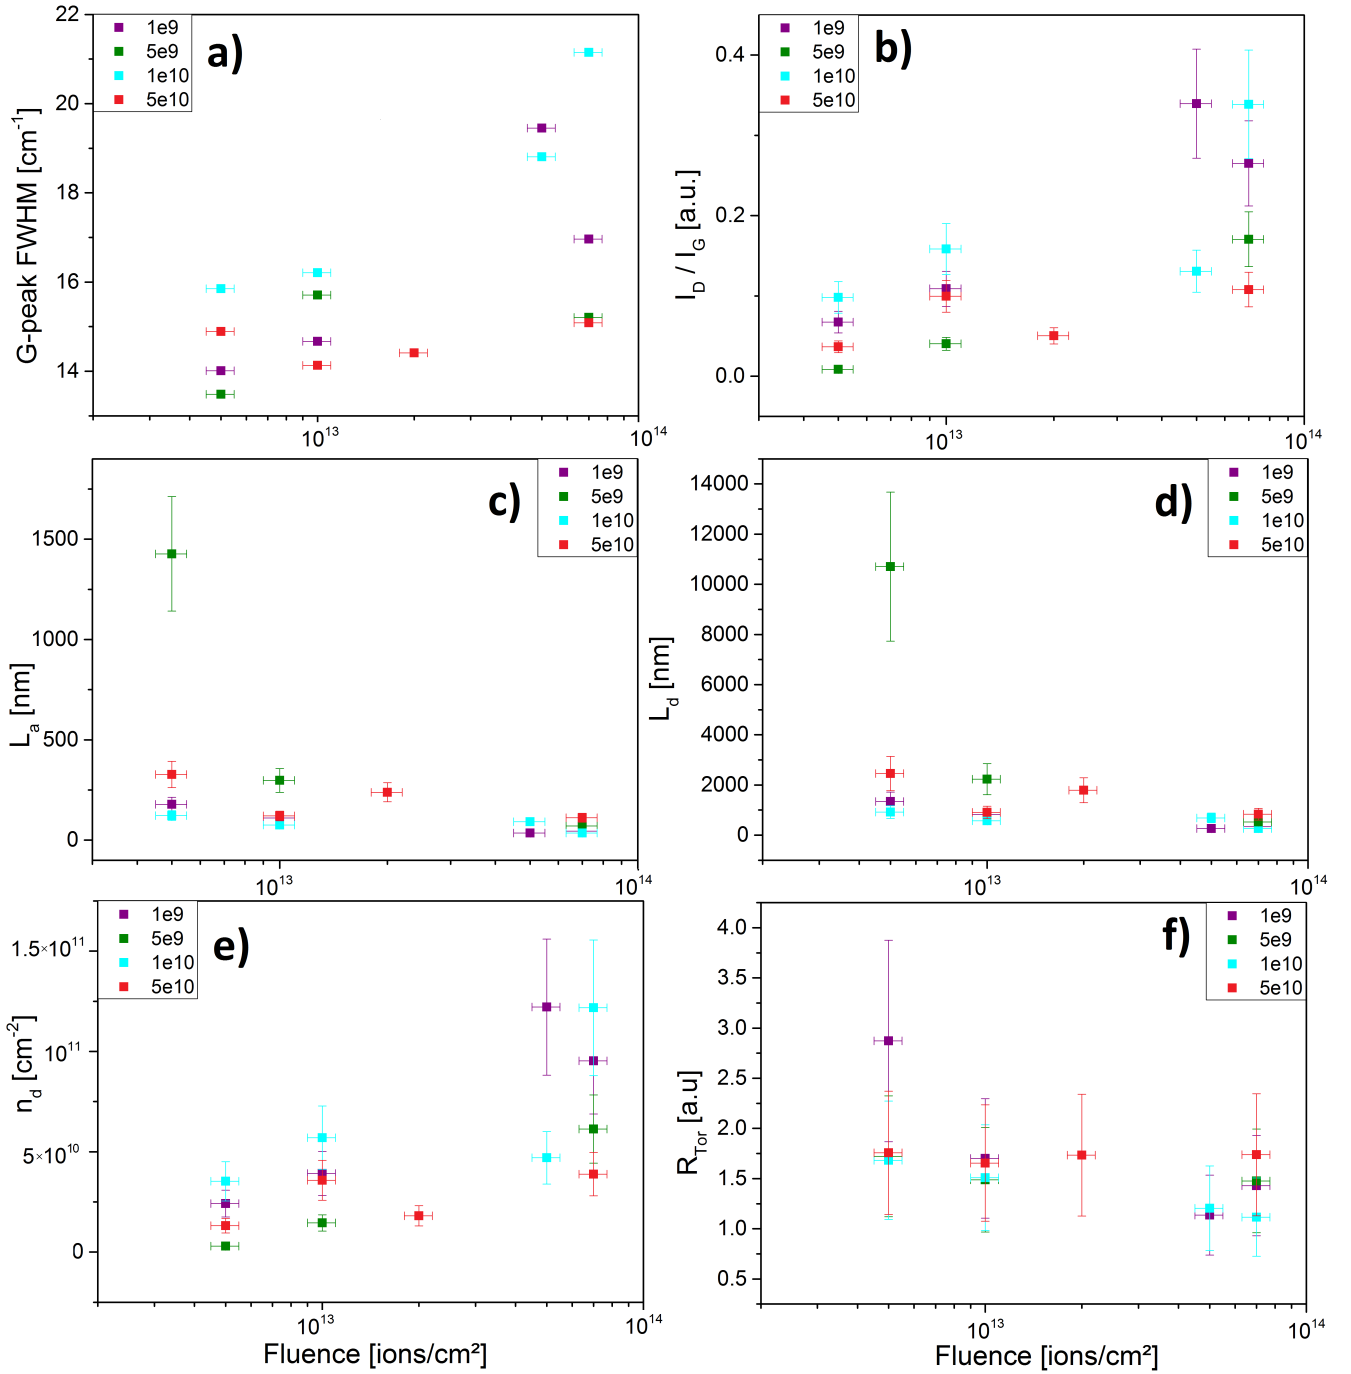 a)
1e9
5e9
1e10
5e10
22
20
18
16
14
10¹³
10¹⁴
G-peak FWHM [cm⁻¹]
b)
1e9
5e9
1e10
5e10
0.4
0.2
0.0
10¹³
10¹⁴
I_D / I_G [a.u.]
c)
1e9
5e9
1e10
5e10
1500
1000
500
0
10¹³
10¹⁴
L_a [nm]
d)
1e9
5e9
1e10
5e10
14000
12000
10000
8000
6000
4000
2000
0
10¹³
10¹⁴
L_d [nm]
e)
1e9
5e9
1e10
5e10
1.5×10¹¹
10¹¹
5×10¹⁰
0
10¹³
10¹⁴
n_d [cm⁻²]
Fluence [ions/cm²]
f)
1e9
5e9
1e10
5e10
4.0
3.5
3.0
2.5
2.0
1.5
1.0
0.5
10¹³
10¹⁴
R_Tor [a.u]
Fluence [ions/cm²]